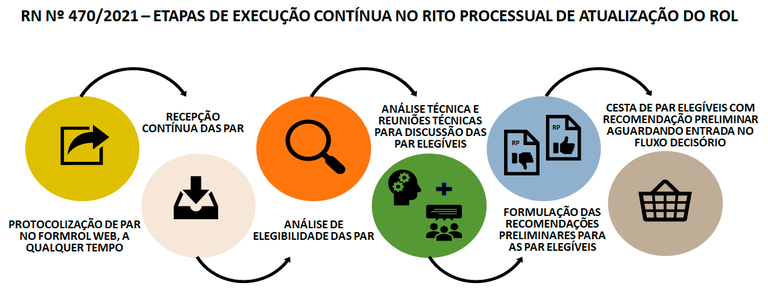 RN Nº 470/2021 – ETAPAS DE EXECUÇÃO CONTÍNUA NO RITO PROCESSUAL DE ATUALIZAÇÃO DO ROL
PROTOCOLIZAÇÃO DE PAR
NO FORMROL WEB, A
QUALQUER TEMPO
RECEPÇÃO
CONTÍNUA DAS PAR
ANÁLISE DE
ELEGIBILIDADE DAS PAR
ANÁLISE TÉCNICA E
REUNIÕES TÉCNICAS
PARA DISCUSSÃO DAS
PAR ELEGÍVEIS
RP
RP
FORMULAÇÃO DAS
RECOMENDAÇÕES
PRELIMINARES PARA
AS PAR ELEGÍVEIS
CESTA DE PAR ELEGÍVEIS COM
RECOMENDAÇÃO PRELIMINAR
AGUARDANDO ENTRADA NO
FLUXO DECISÓRIO